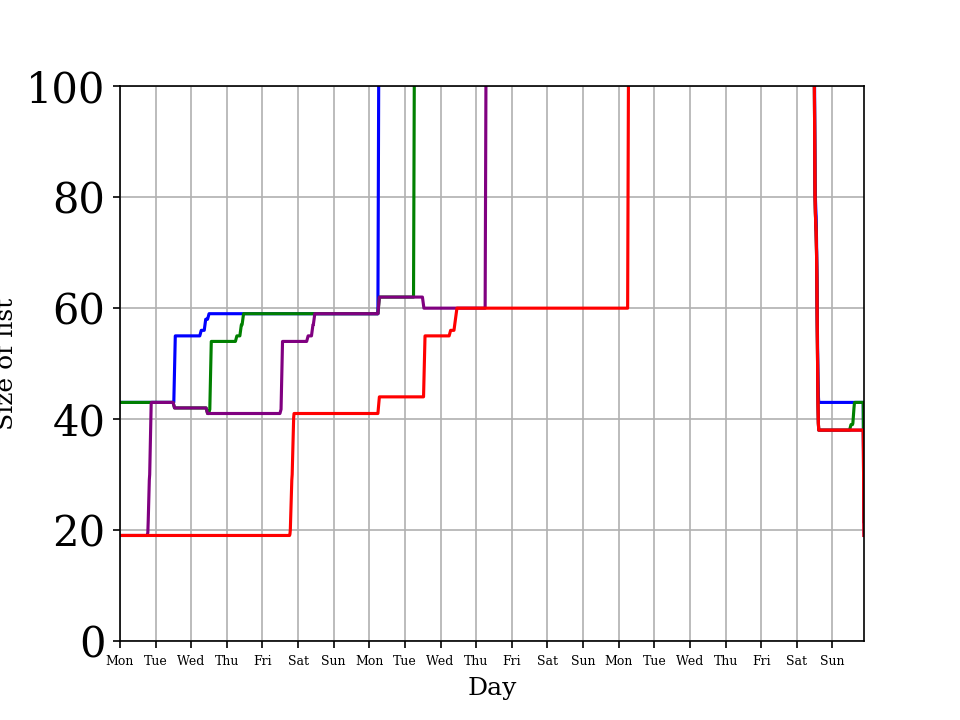 100
80
60
40
20
0
Size of list
Mon Tue Wed Thu Fri Sat Sun Mon Tue Wed Thu Fri Sat Sun Mon Tue Wed Thu Fri Sat Sun
Day